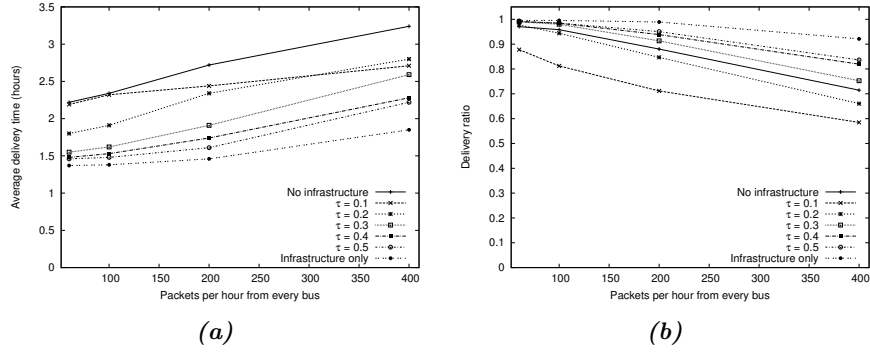 3.5
3
2.5
2
1.5
1
0.5
0
Average delivery time (hours)
No infrastructure
τ = 0.1
τ = 0.2
τ = 0.3
τ = 0.4
τ = 0.5
Infrastructure only
100 150 200 250 300 350 400
Packets per hour from every bus
(a)
1
0.9
0.8
0.7
0.6
0.5
0.4
0.3
0.2
0.1
0
Delivery ratio
No infrastructure
τ = 0.1
τ = 0.2
τ = 0.3
τ = 0.4
τ = 0.5
Infrastructure only
100 150 200 250 300 350 400
Packets per hour from every bus
(b)